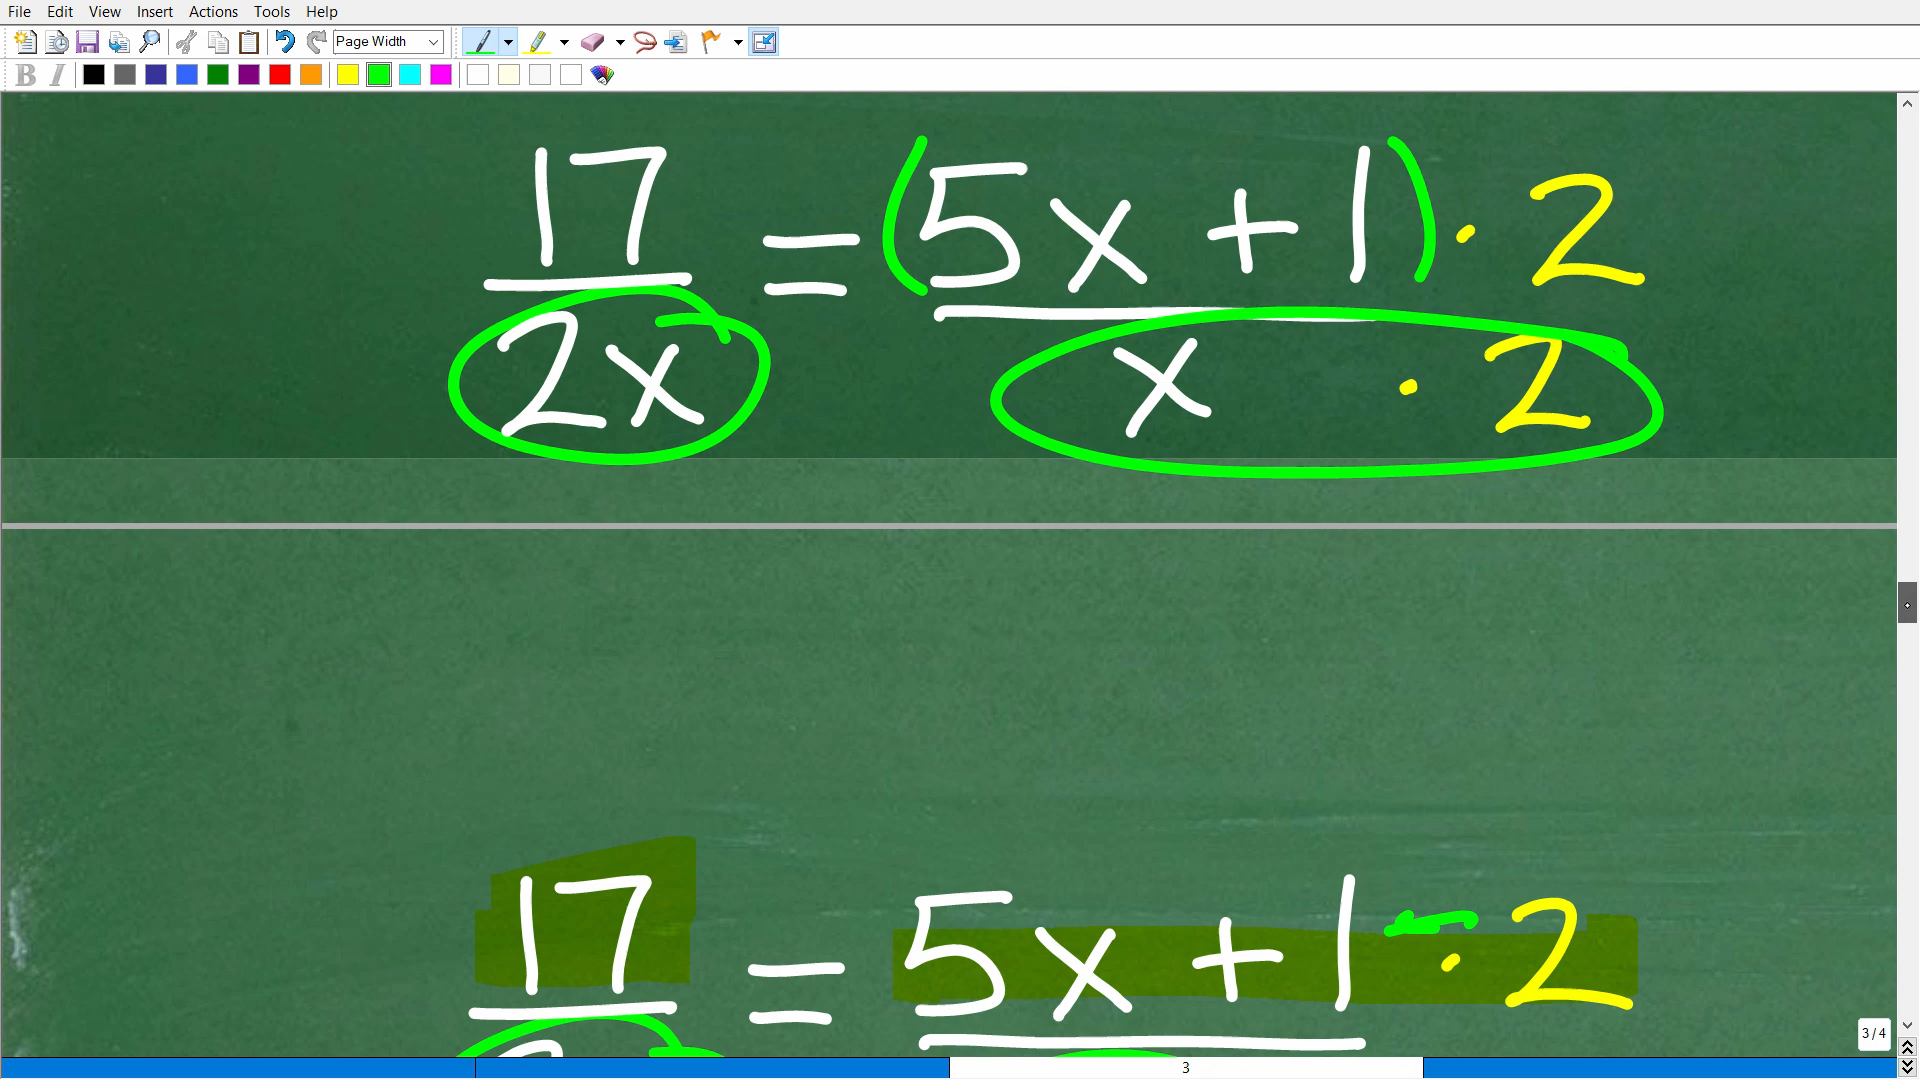 File Edit View Insert Actions Tools Help
Page Width
B I
17 = (5x + 1) · 2
2x x · 2
17 = 5x + 1 · 2
3 / 4
3